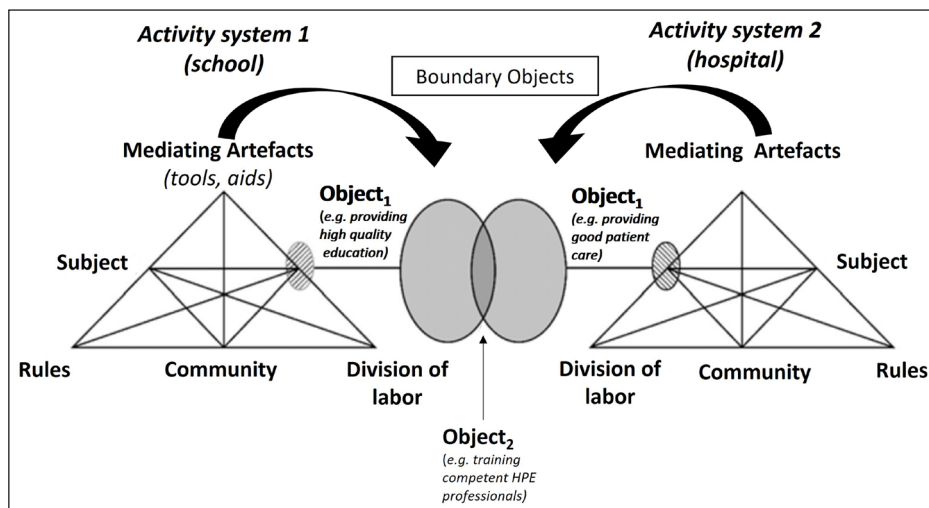 Activity system 1
(school)
Activity system 2
(hospital)
Boundary Objects
Mediating Artefacts
(tools, aids)
Mediating Artefacts
Object1
(e.g. providing
high quality
education)
Object1
(e.g. providing
good patient
care)
Subject
Subject
Rules
Community
Division of
labor
Division of
labor
Community
Rules
Object2
(e.g. training
competent HPE
professionals)